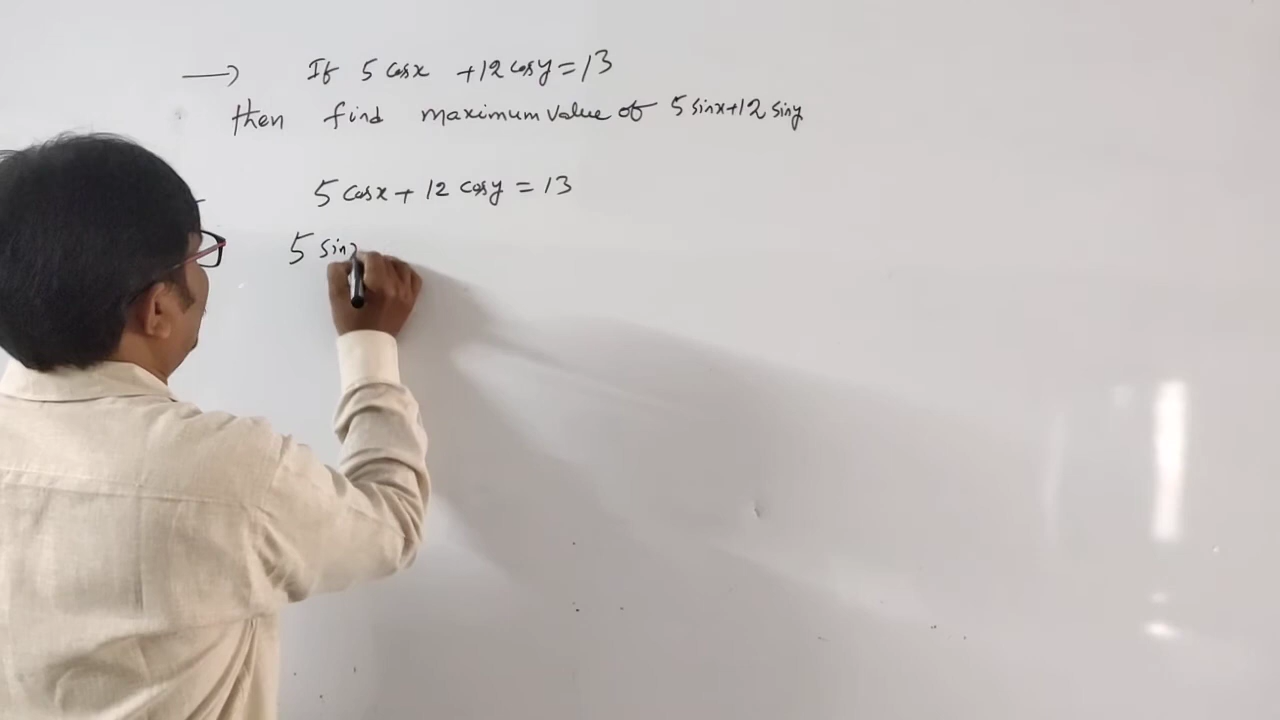 → If 5 cosx +12 cosy = 13
then find maximum value of 5 sinx+12 siny
5 cosx + 12 cosy = 13
5 sin